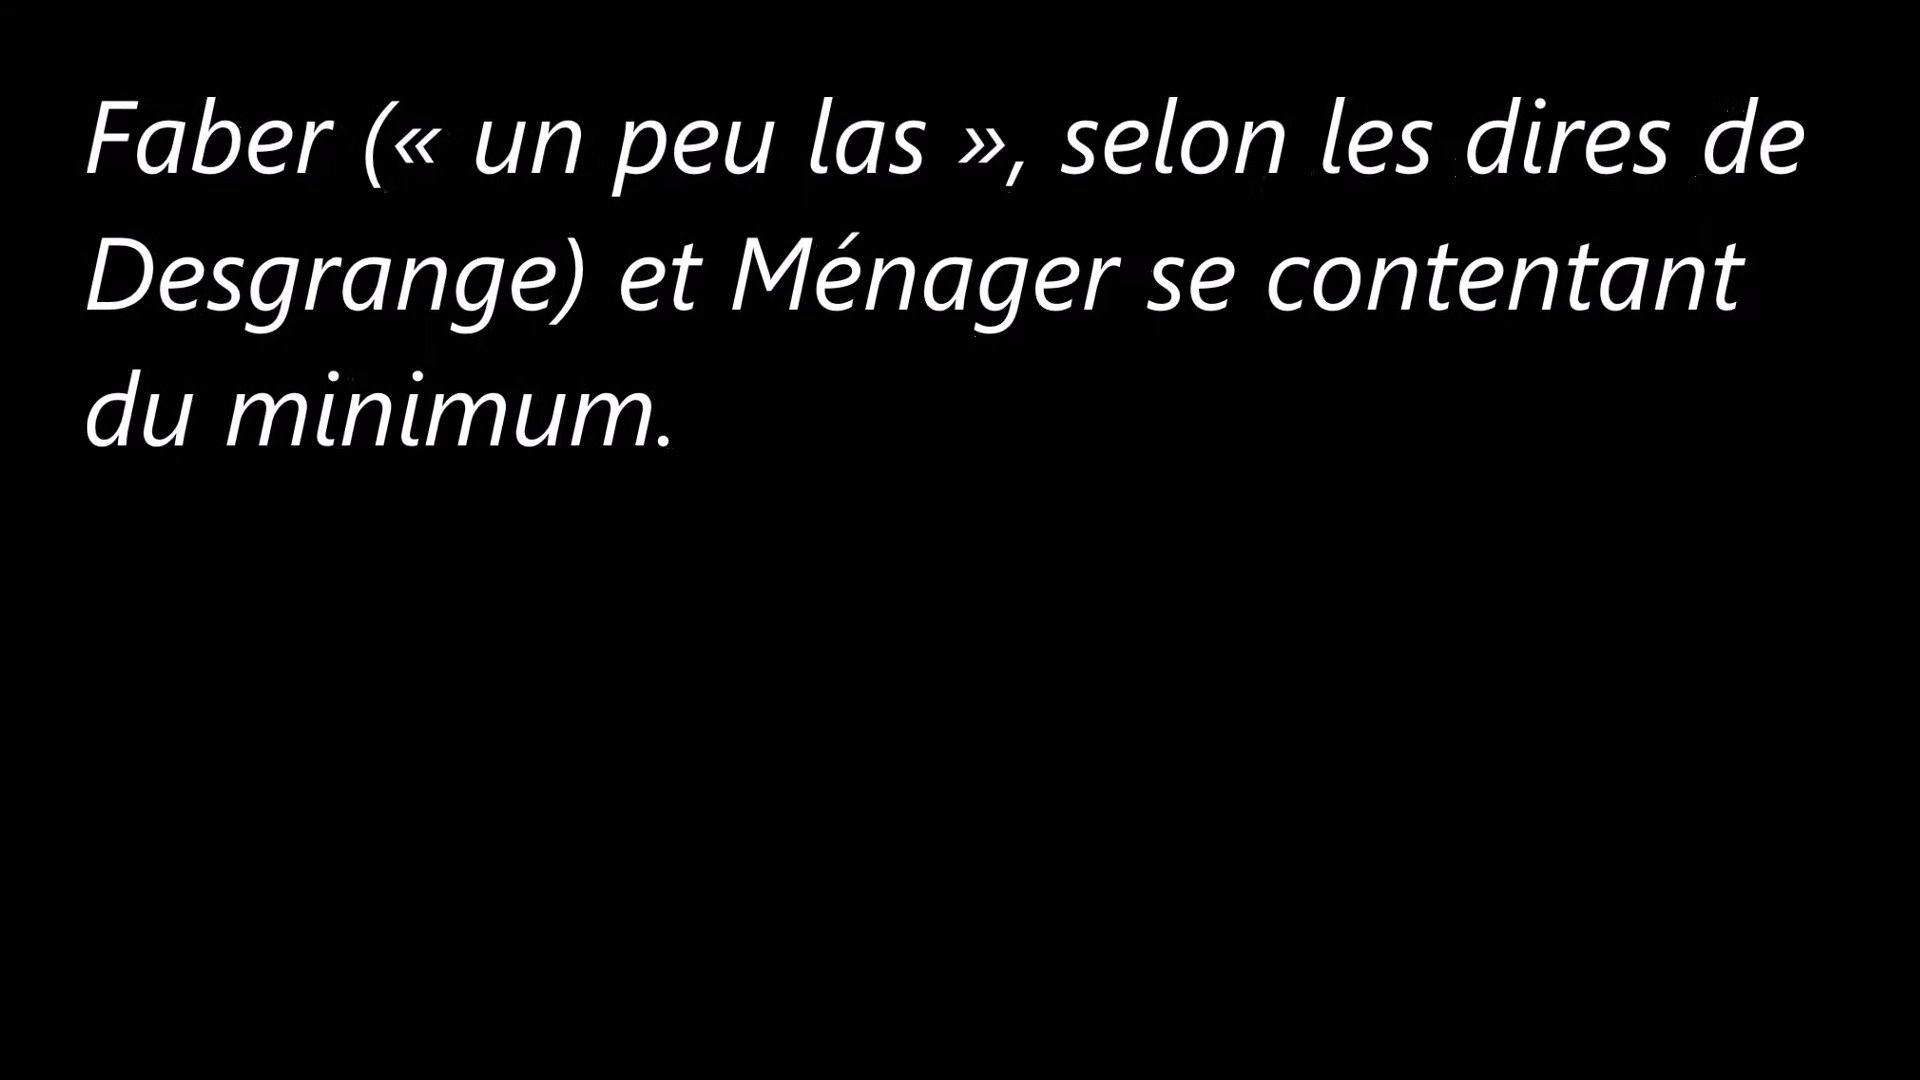 Faber (« un peu las », selon les dires de
Desgrange) et Ménager se contentant
du minimum.